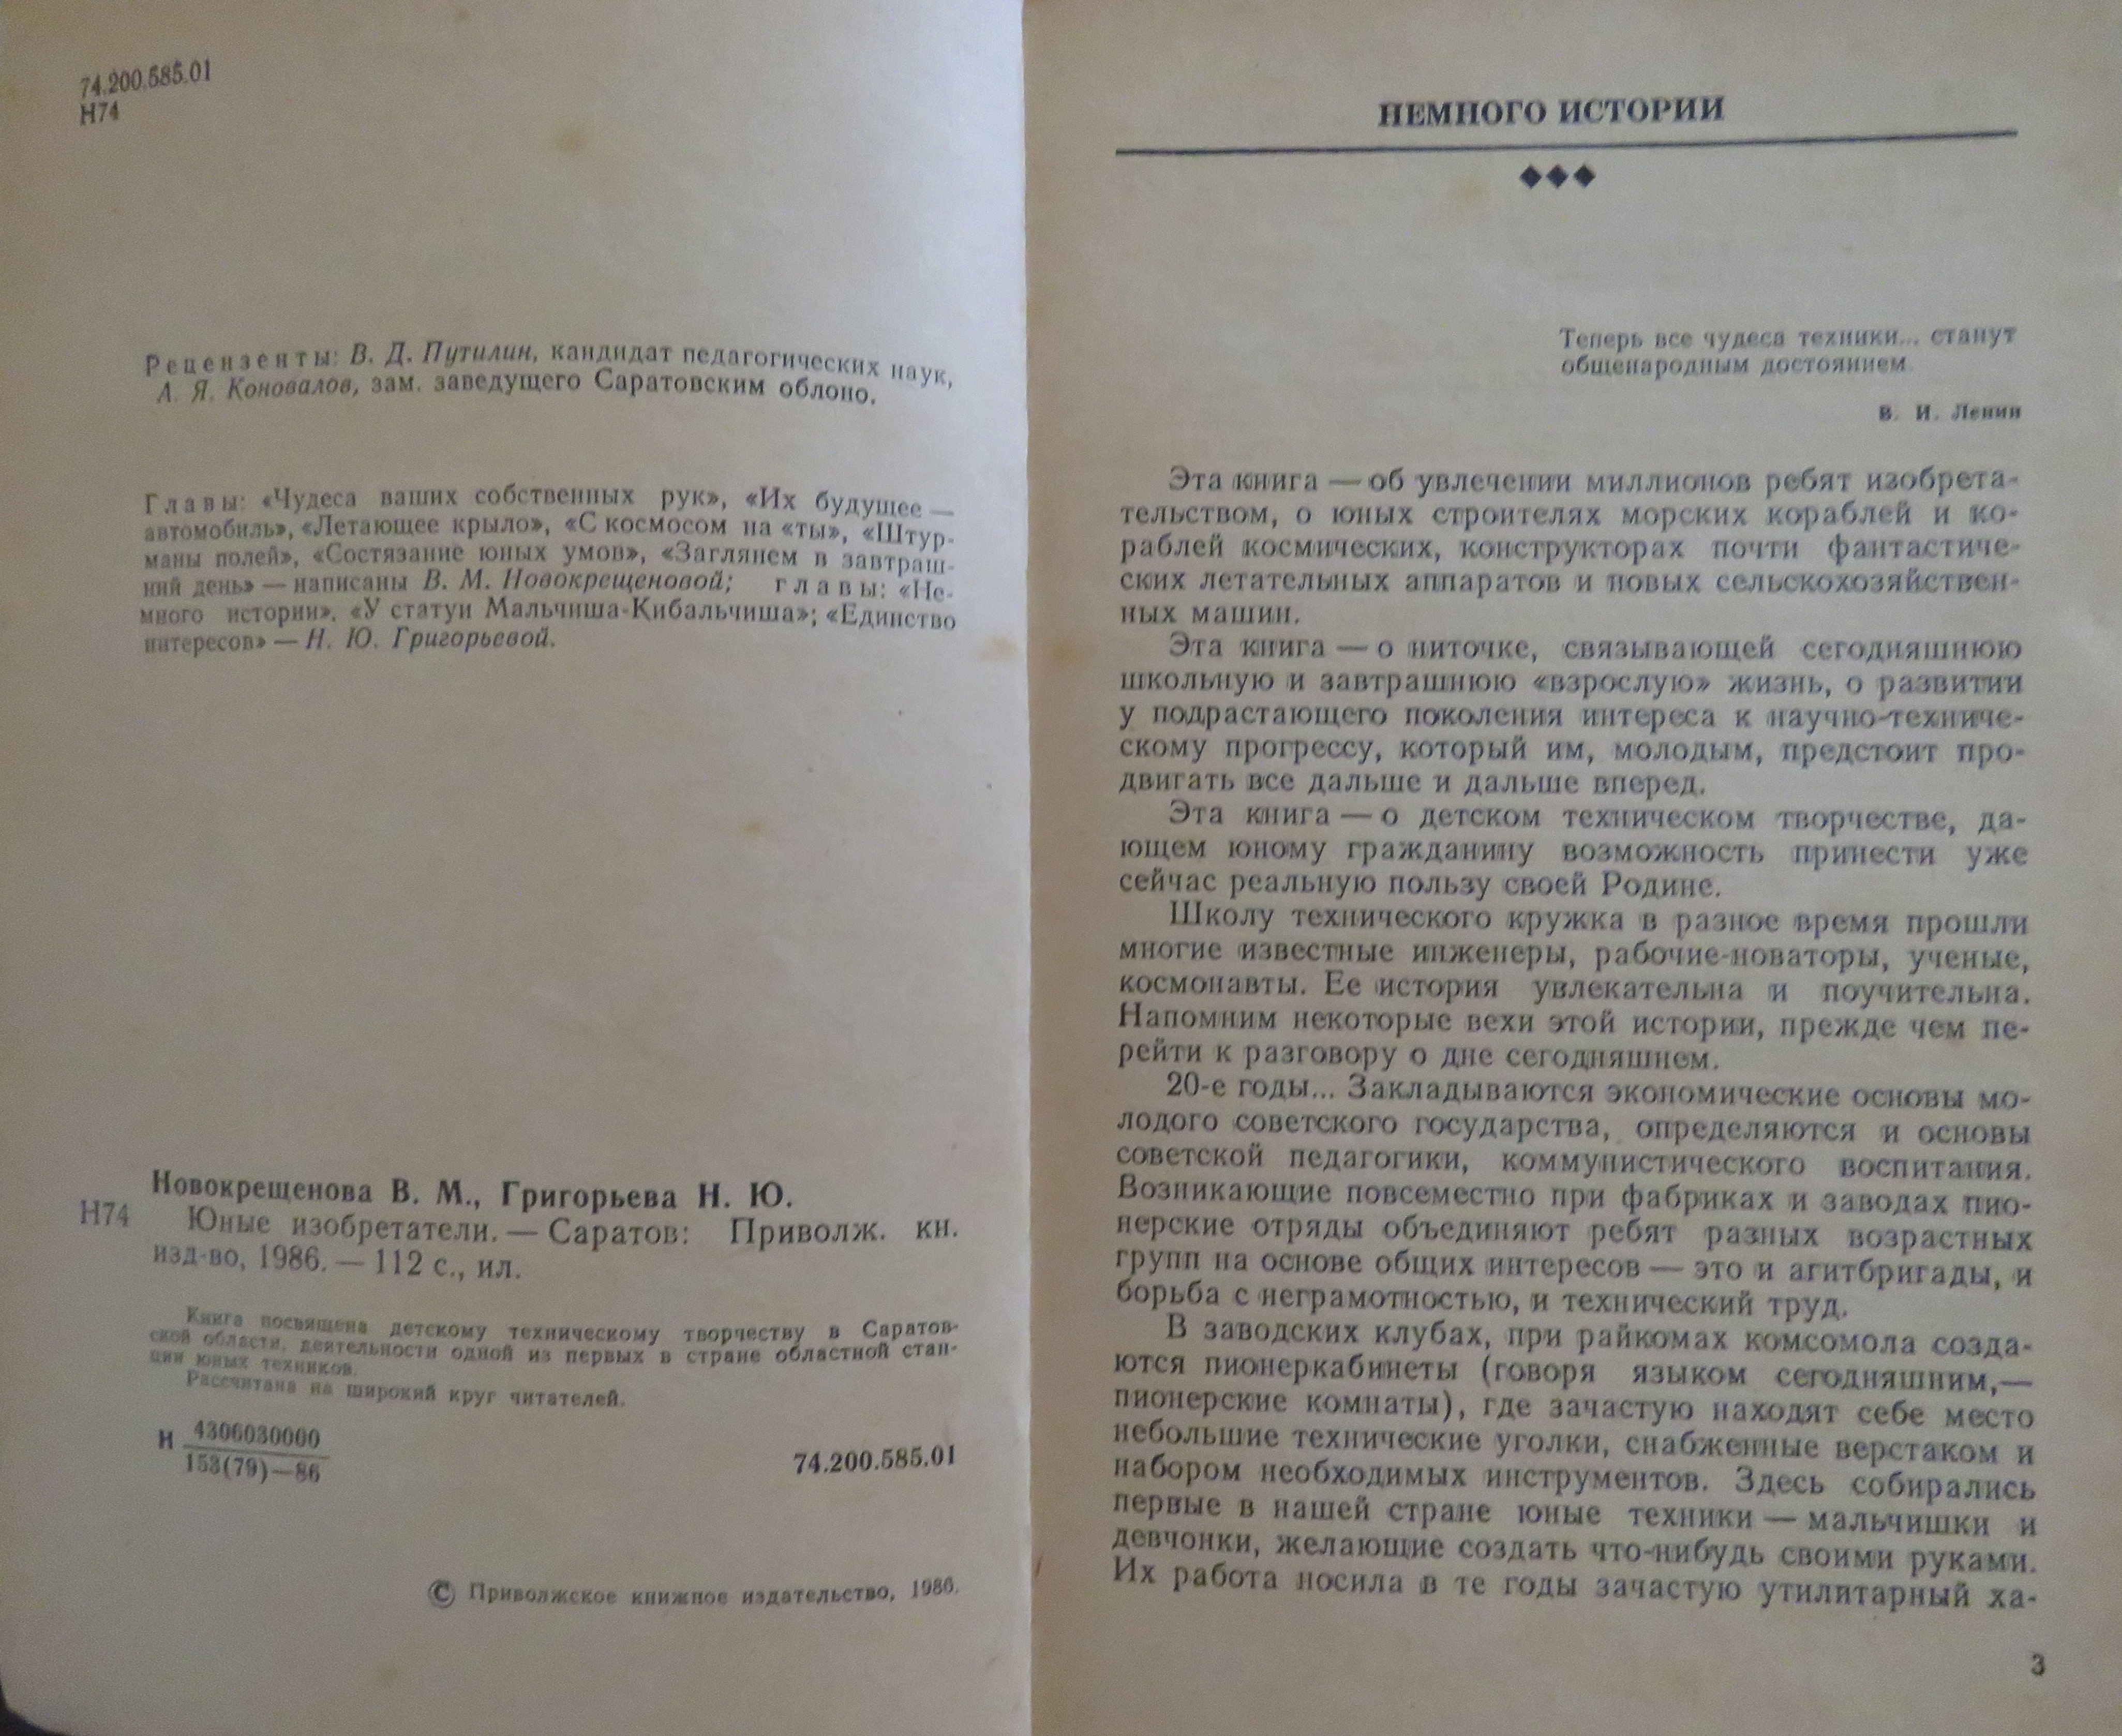 74.200.585.01
Н74
Рецензенты: В. Д. Путилин, кандидат педагогических наук,
А. Я. Коновалов, зам. заведущего Саратовским облоно.
Главы: «Чудеса ваших собственных рук», «Их будущее —
автомобиль», «Летающее крыло», «С космосом на «ты», «Штур-
маны полей», «Состязание юных умов», «Заглянем в завтраш-
ний день» — написаны В. М. Новокрещеновой; главы: «Не-
много истории», «У статуи Мальчиша-Кибальчиша»; «Единство
интересов» — Н. Ю. Григорьевой.
Новокрещенова В. М., Григорьева Н. Ю.
Н74 Юные изобретатели. — Саратов: Приволж. кн.
изд-во, 1986. — 112 с., ил.
Книга посвящена детскому техническому творчеству в Саратов-
ской области, деятельности одной из первых в стране областной стан-
ции юных техников.
Рассчитана на широкий круг читателей.
Н 4306030000
153(79)—86
74.200.585.01
© Приволжское книжное издательство, 1986.
НЕМНОГО ИСТОРИИ
Теперь все чудеса техники... станут
общенародным достоянием.
В. И. Ленин
Эта книга — об увлечении миллионов ребят изобрета-
тельством, о юных строителях морских кораблей и ко-
раблей космических, конструкторах почти фантастиче-
ских летательных аппаратов и новых сельскохозяйствен-
ных машин.
Эта книга — о ниточке, связывающей сегодняшнюю
школьную и завтрашнюю «взрослую» жизнь, о развитии
у подрастающего поколения интереса к научно-техниче-
скому прогрессу, который им, молодым, предстоит про-
двигать все дальше и дальше вперед.
Эта книга — о детском техническом творчестве, да-
ющем юному гражданину возможность принести уже
сейчас реальную пользу своей Родине.
Школу технического кружка в разное время прошли
многие известные инженеры, рабочие-новаторы, ученые,
космонавты. Ее история увлекательна и поучительна.
Напомним некоторые вехи этой истории, прежде чем пе-
рейти к разговору о дне сегодняшнем.
20-е годы... Закладываются экономические основы мо-
лодого советского государства, определяются и основы
советской педагогики, коммунистического воспитания.
Возникающие повсеместно при фабриках и заводах пио-
нерские отряды объединяют ребят разных возрастных
групп на основе общих интересов — это и агитбригады, и
борьба с неграмотностью, и технический труд.
В заводских клубах, при райкомах комсомола созда-
ются пионеркабинеты (говоря языком сегодняшним,—
пионерские комнаты), где зачастую находят себе место
небольшие технические уголки, снабженные верстаком и
набором необходимых инструментов. Здесь собирались
первые в нашей стране юные техники — мальчишки и
девчонки, желающие создать что-нибудь своими руками.
Их работа носила в те годы зачастую утилитарный ха-
3